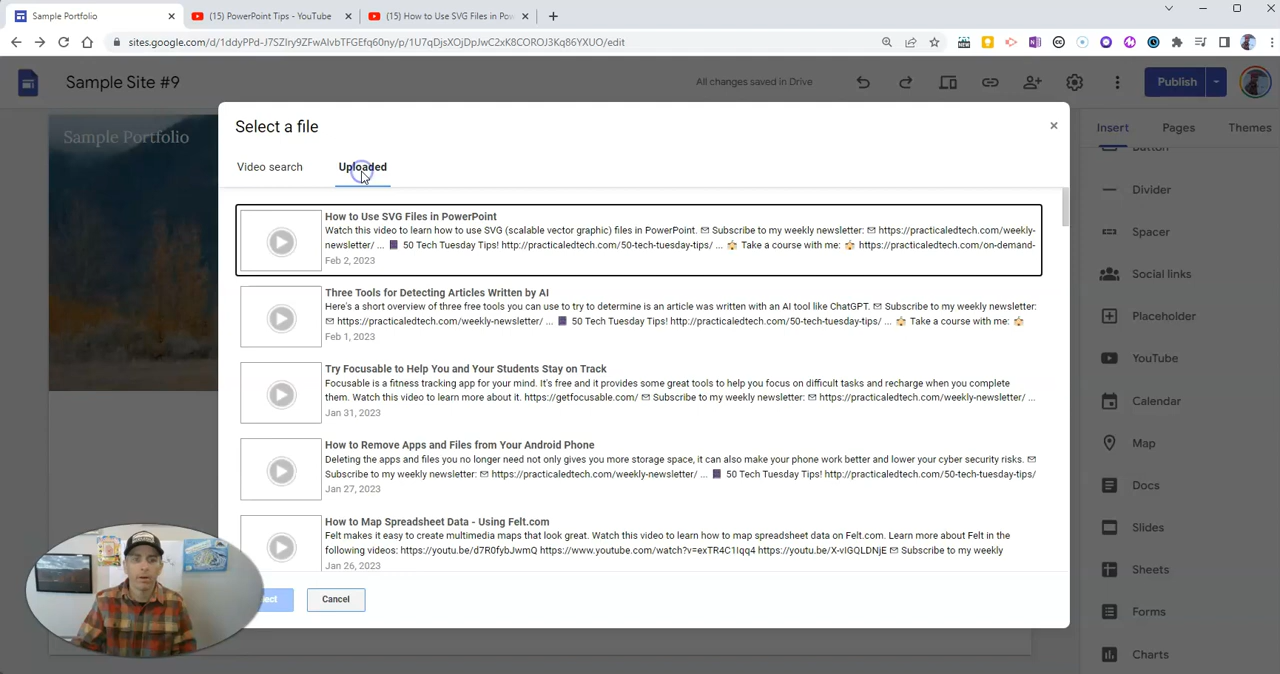 Sample Portfolio
(15) PowerPoint Tips - YouTube
(15) How to Use SVG Files in Pow
sites.google.com/d/1ddyPPd-J7SZIry9ZFwAlvbTFGEfq60ny/p/1U7qDjsXOjDpJwC2xK8COROJ3Kq86YXUO/edit
Sample Site #9
All changes saved in Drive
Publish
Sample Portfolio
Select a file
Insert
Pages
Themes
Video search
Uploaded
Button
Divider
Spacer
Social links
Placeholder
YouTube
Calendar
Map
Docs
Slides
Sheets
Forms
Charts
How to Use SVG Files in PowerPoint
Watch this video to learn how to use SVG (scalable vector graphic) files in PowerPoint. ✉ Subscribe to my weekly newsletter: ✉ https://practicaledtech.com/weekly-
newsletter/ ... 📓 50 Tech Tuesday Tips! http://practicaledtech.com/50-tech-tuesday-tips/ ... 🏫 Take a course with me: 🏫 https://practicaledtech.com/on-demand-
Feb 2, 2023
Three Tools for Detecting Articles Written by AI
Here's a short overview of three free tools you can use to try to determine is an article was written with an AI tool like ChatGPT. ✉ Subscribe to my weekly newsletter:
✉ https://practicaledtech.com/weekly-newsletter/ ... 📓 50 Tech Tuesday Tips! http://practicaledtech.com/50-tech-tuesday-tips/ ... 🏫 Take a course with me: 🏫
Feb 1, 2023
Try Focusable to Help You and Your Students Stay on Track
Focusable is a fitness tracking app for your mind. It's free and it provides some great tools to help you focus on difficult tasks and recharge when you complete
them. Watch this video to learn more about it. https://getfocusable.com/ ✉ Subscribe to my weekly newsletter: ✉ https://practicaledtech.com/weekly-newsletter/ ...
Jan 31, 2023
How to Remove Apps and Files from Your Android Phone
Deleting the apps and files you no longer need not only gives you more storage space, it can also make your phone work better and lower your cyber security risks. ✉
Subscribe to my weekly newsletter: ✉ https://practicaledtech.com/weekly-newsletter/ ... 📓 50 Tech Tuesday Tips! http://practicaledtech.com/50-tech-tuesday-tips/
Jan 27, 2023
How to Map Spreadsheet Data - Using Felt.com
Felt makes it easy to create multimedia maps that look great. Watch this video to learn how to map spreadsheet data on Felt.com. Learn more about Felt in the
following videos: https://youtu.be/d7R0fybJwmQ https://www.youtube.com/watch?v=exTR4C1Iqq4 https://youtu.be/X-vIGQLDNjE ✉ Subscribe to my weekly
Jan 26, 2023
Cancel